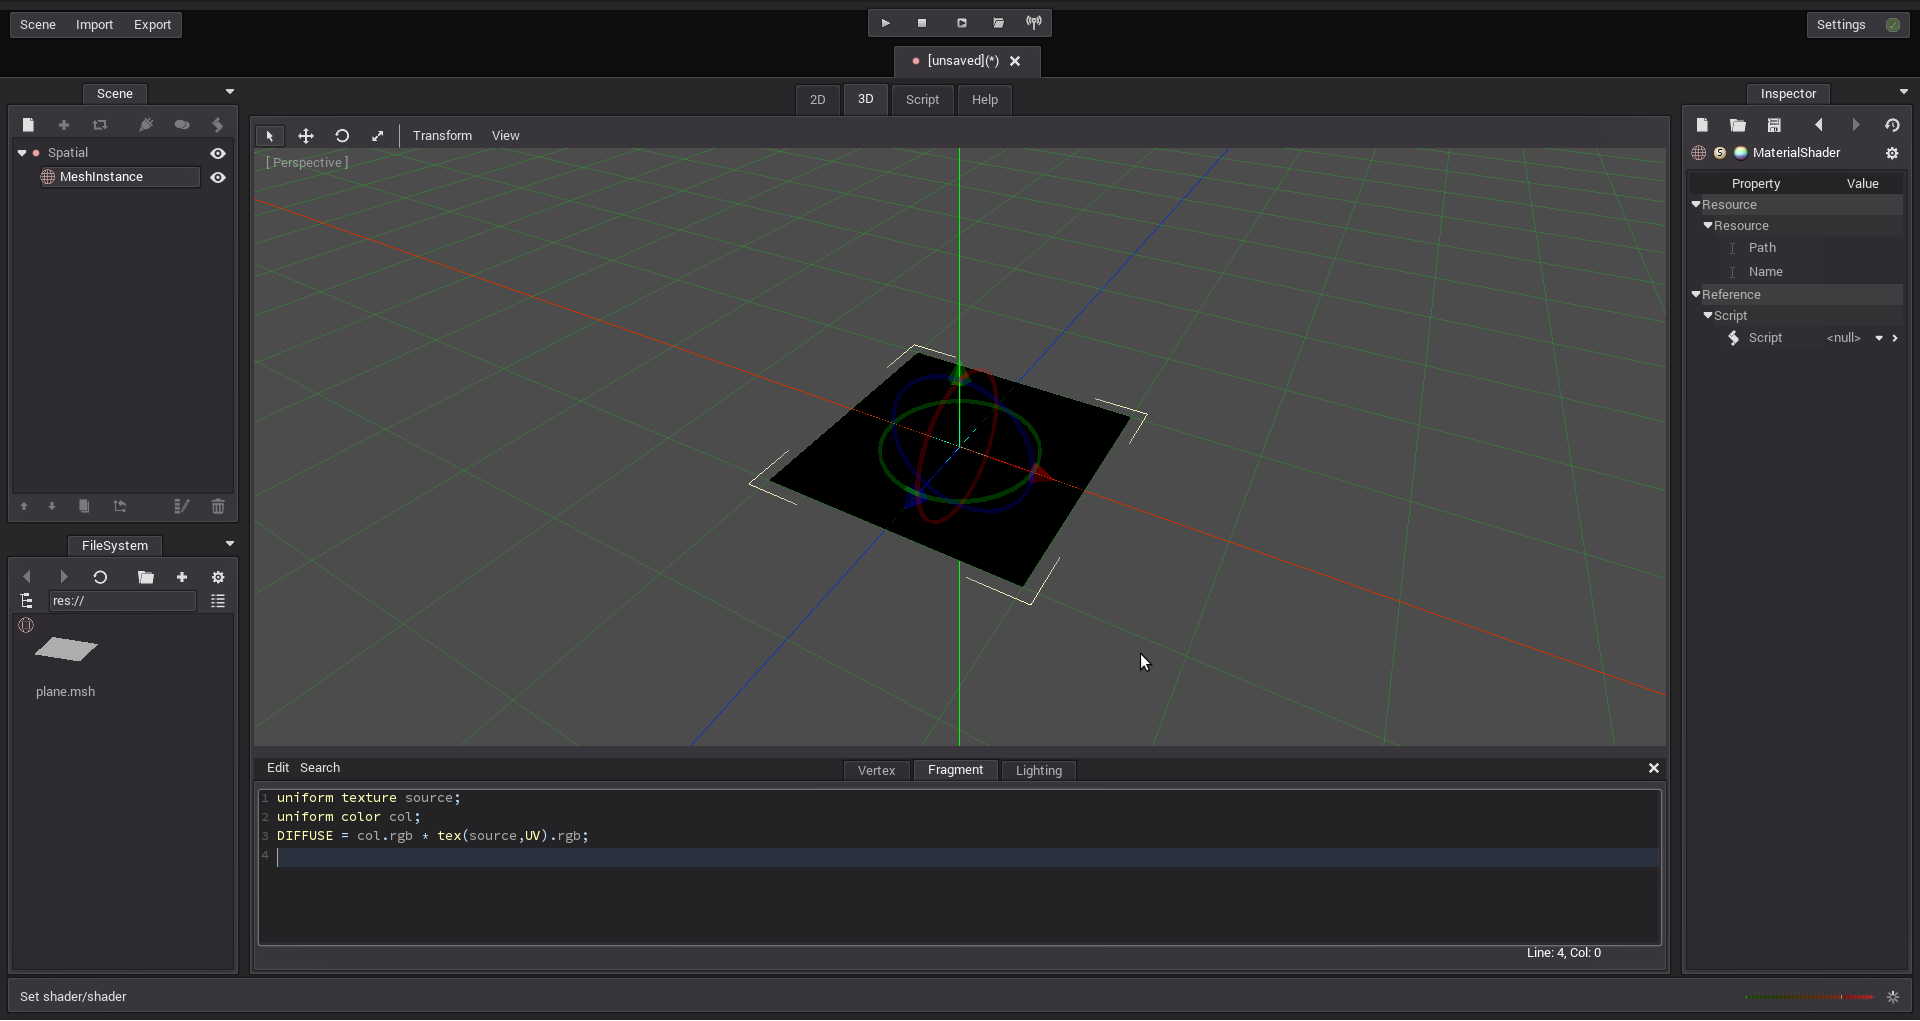 Scene Import Export
Settings
[unsaved](*)
Scene
2D 3D Script Help
Inspector
Transform View
Spatial
MeshInstance
[ Perspective ]
MaterialShader
Property Value
Resource
Resource
Path
Name
Reference
Script
Script <null>
FileSystem
res://
plane.msh
Edit Search
Vertex Fragment Lighting
1 uniform texture source;
2 uniform color col;
3 DIFFUSE = col.rgb * tex(source,UV).rgb;
4
Line: 4, Col: 0
Set shader/shader